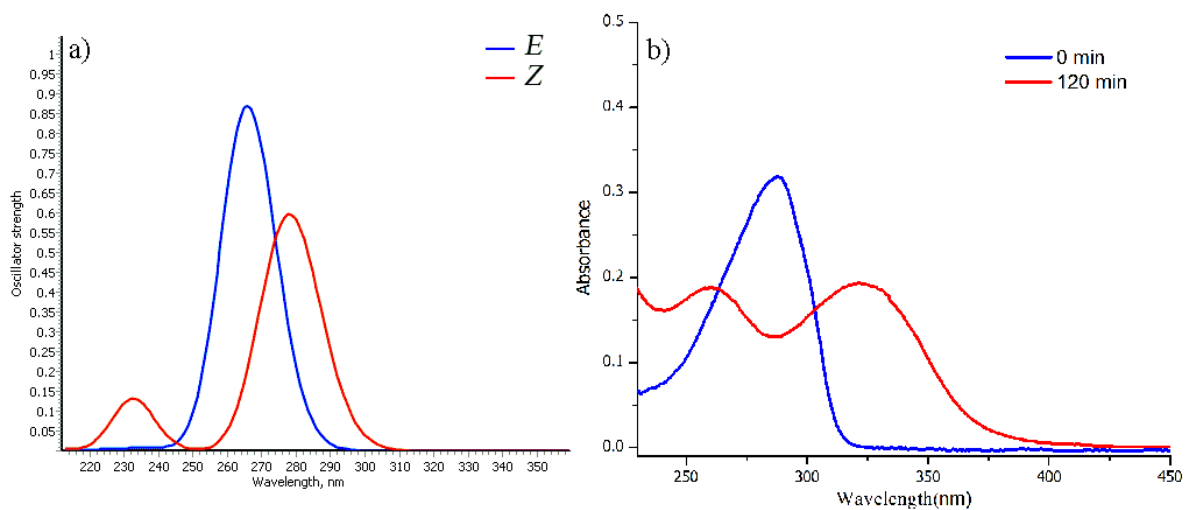 a)
E
Z
1
0.95
0.9
0.85
0.8
0.75
0.7
0.65
0.6
0.55
0.5
0.45
0.4
0.35
0.3
0.25
0.2
0.15
0.1
0.05
Oscillator strength
220 230 240 250 260 270 280 290 300 310 320 330 340 350
Wavelength, nm
b)
0 min
120 min
0.5
0.4
0.3
0.2
0.1
0.0
Absorbance
250 300 350 400 450
Wavelength(nm)